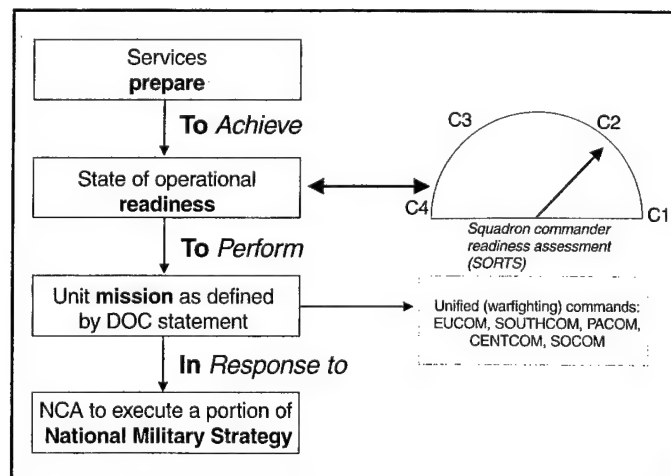 Services
prepare
To Achieve
State of operational
readiness
C3
C2
C4
C1
Squadron commander
readiness assessment
(SORTS)
To Perform
Unit mission as defined
by DOC statement
Unified (warfighting) commands:
EUCOM, SOUTHCOM, PACOM,
CENTCOM, SOCOM
In Response to
NCA to execute a portion of
National Military Strategy